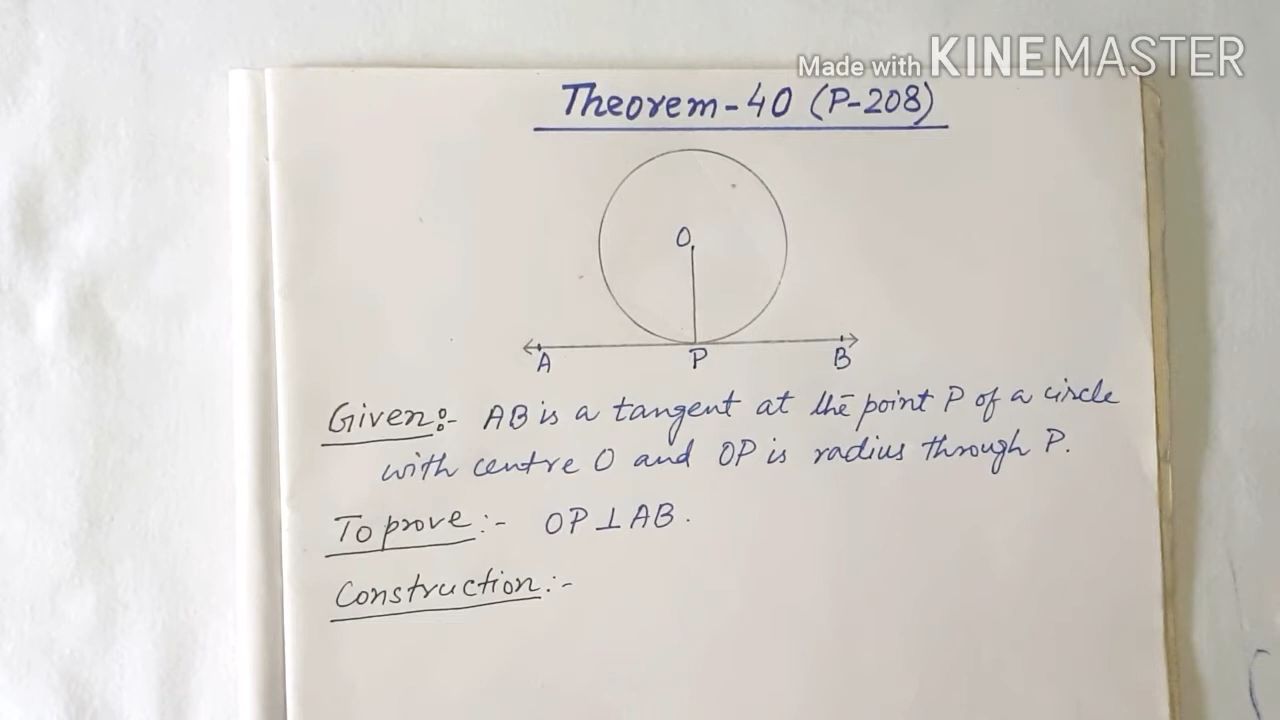 Made with KINEMASTER
Theorem-40 (P-208)
O
A P B
Given:- AB is a tangent at the point P of a circle
with centre O and OP is radius through P.
To prove:- OP⊥AB.
Construction:-